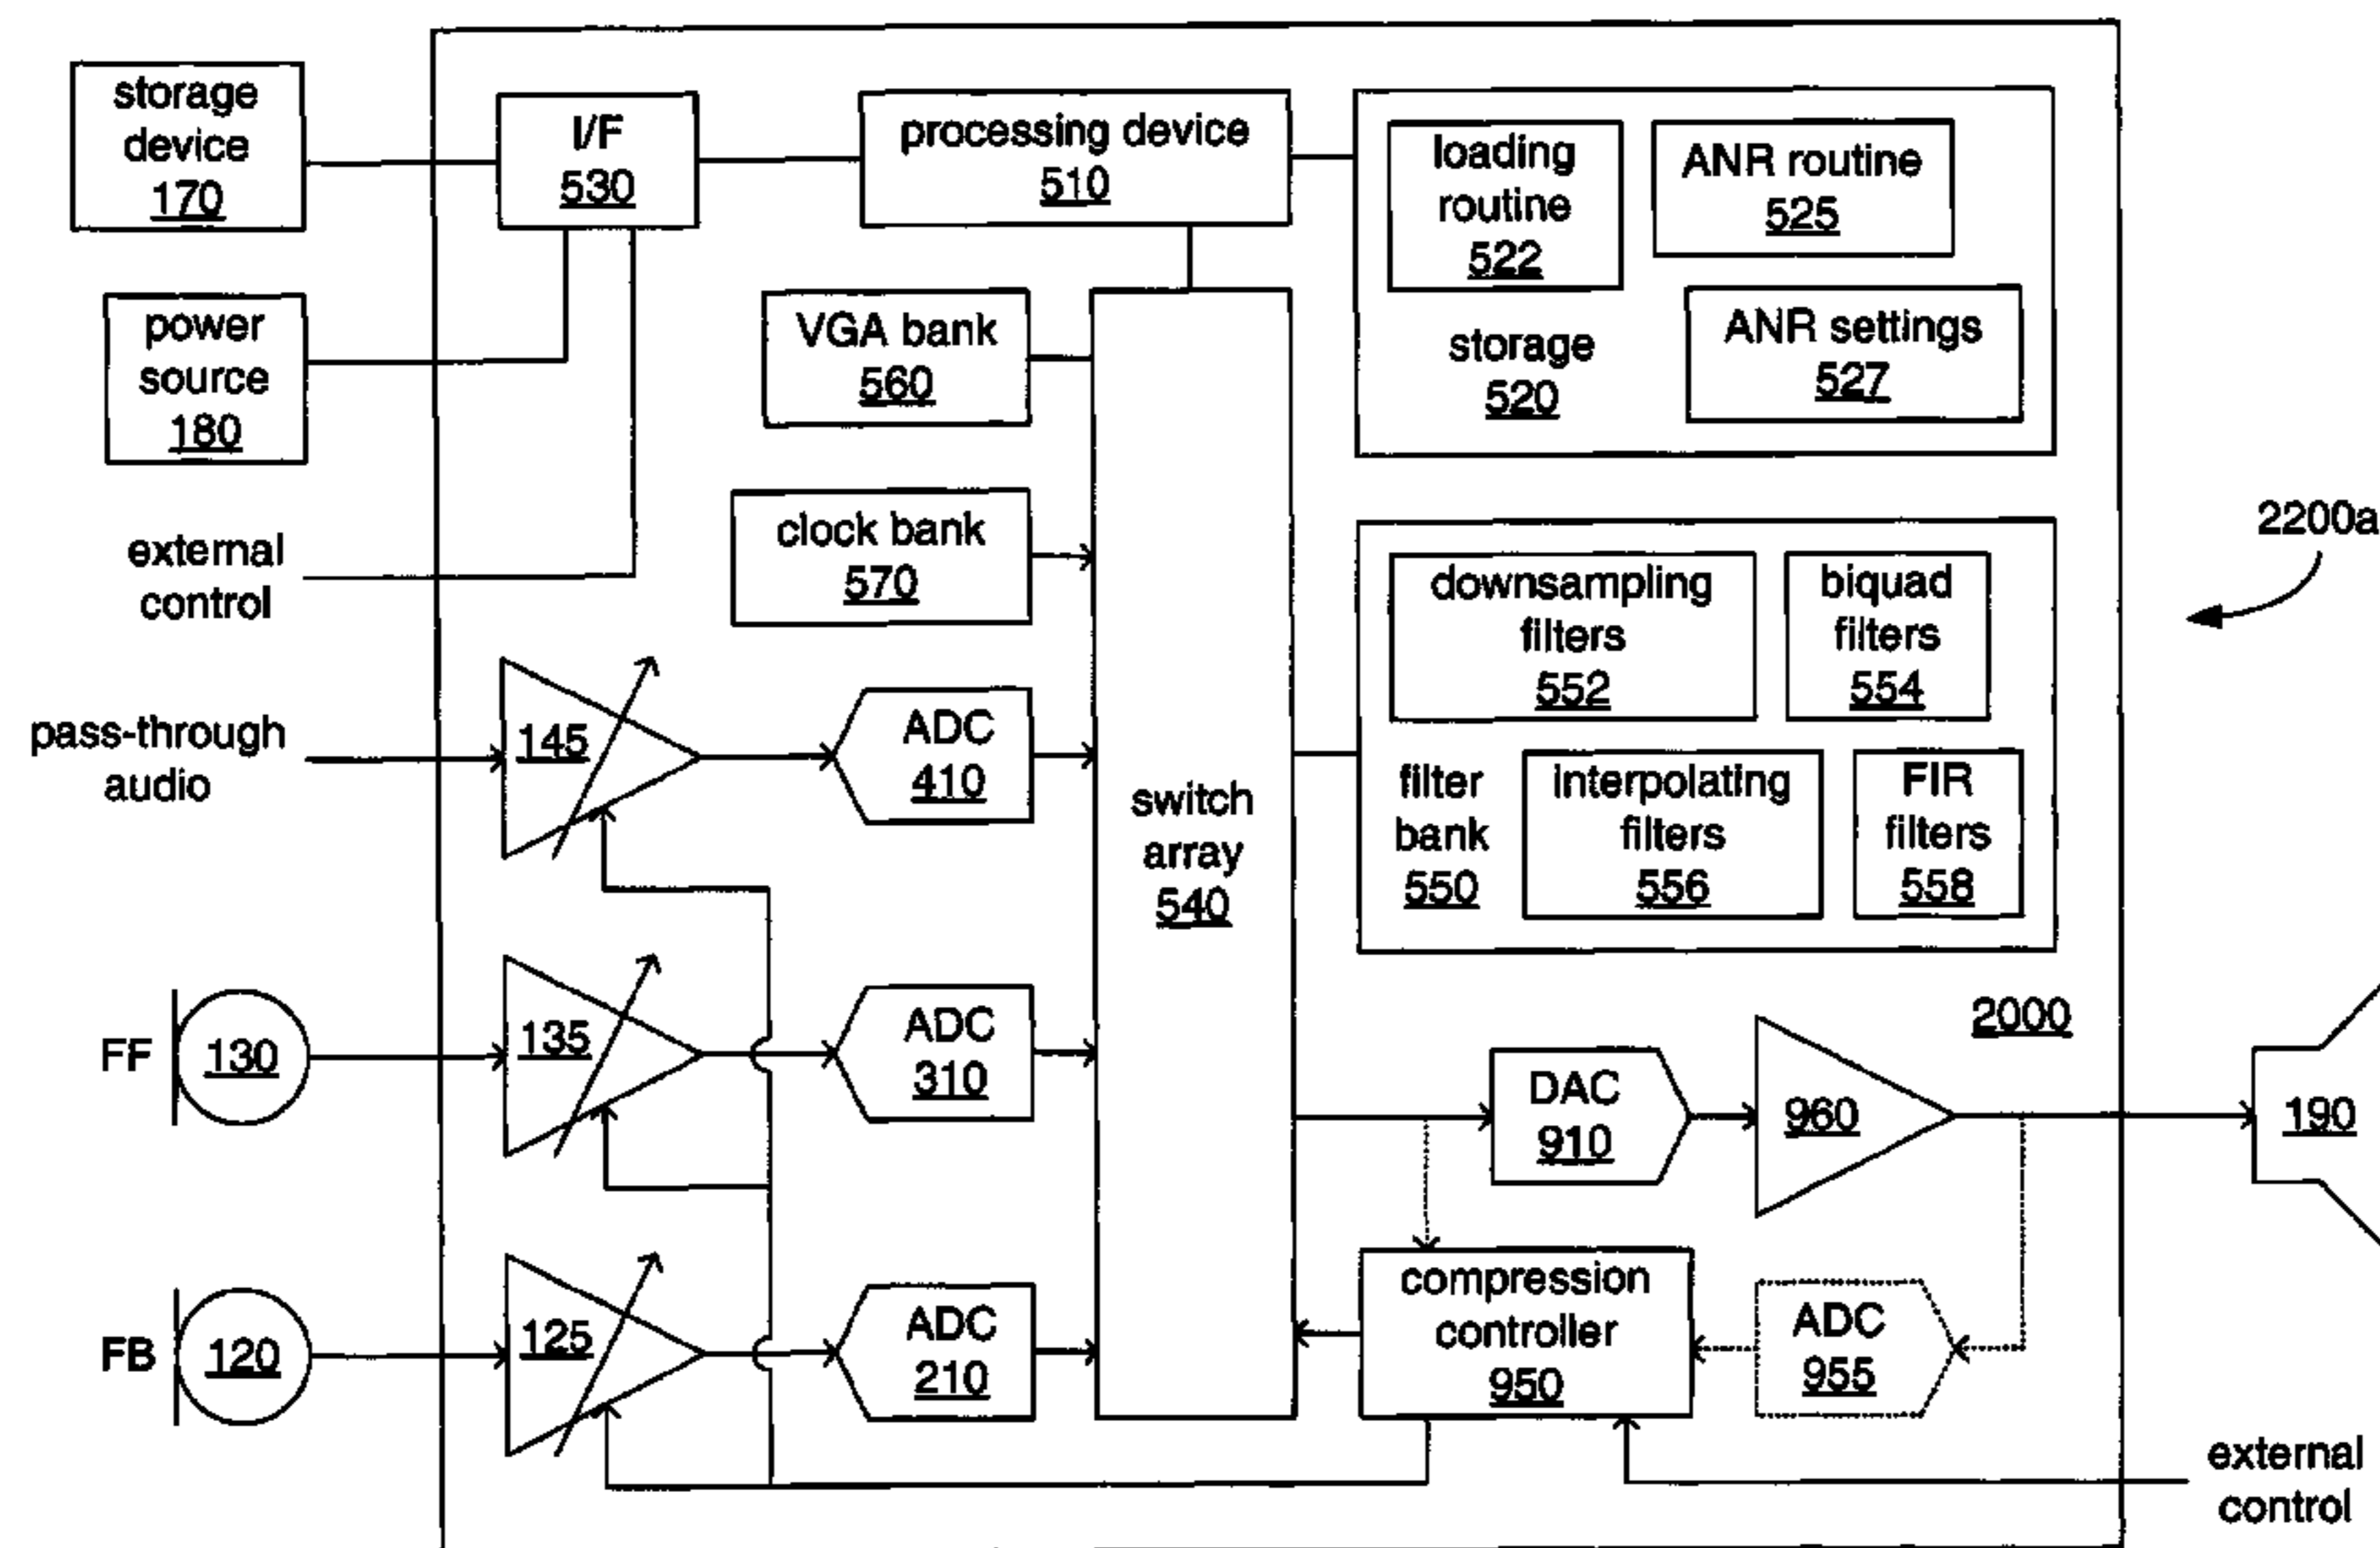 storage
device
170
I/F
530
processing device
510
loading
routine
522
ANR routine
525
storage
520
ANR settings
527
power
source
180
VGA bank
560
clock bank
570
external
control
2200a
downsampling
filters
552
biquad
filters
554
filter
bank
550
interpolating
filters
556
FIR
filters
558
pass-through
audio
145
ADC
410
switch
array
540
FF
130
135
ADC
310
2000
DAC
910
960
190
FB
120
125
ADC
210
compression
controller
950
ADC
955
external
control